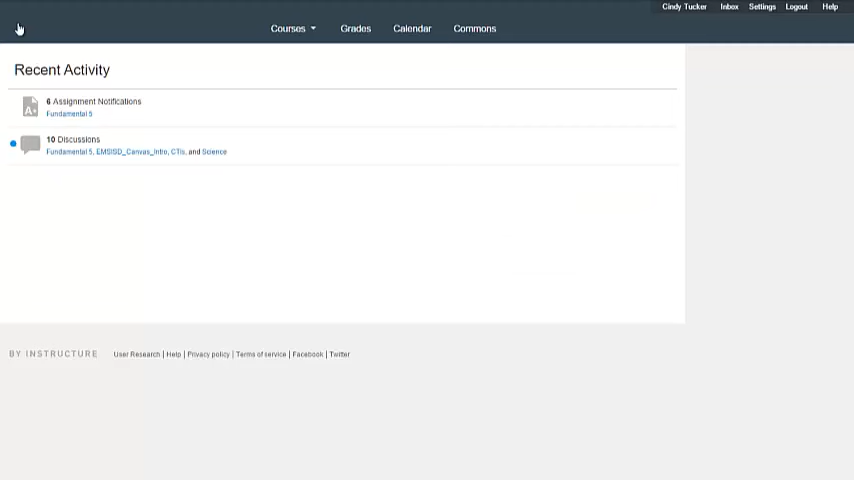 Cindy Tucker Inbox Settings Logout Help
Courses Grades Calendar Commons
Recent Activity
6 Assignment Notifications
Fundamental 5
10 Discussions
Fundamental 5, EMSISD_Canvas_Intro, CTIs, and Science
BY INSTRUCTURE User Research | Help | Privacy policy | Terms of service | Facebook | Twitter